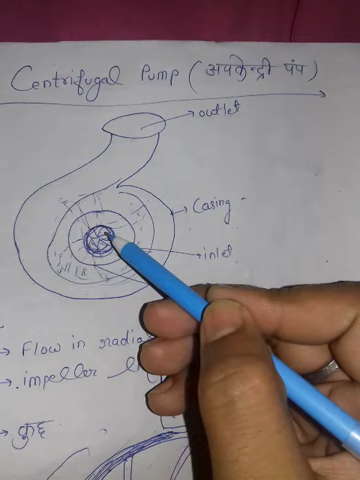 Centrifugal Pump (अपकेन्द्री पंप)
outlet
Casing
inlet
→ Flow in radia
→ impeller
→ कुछ